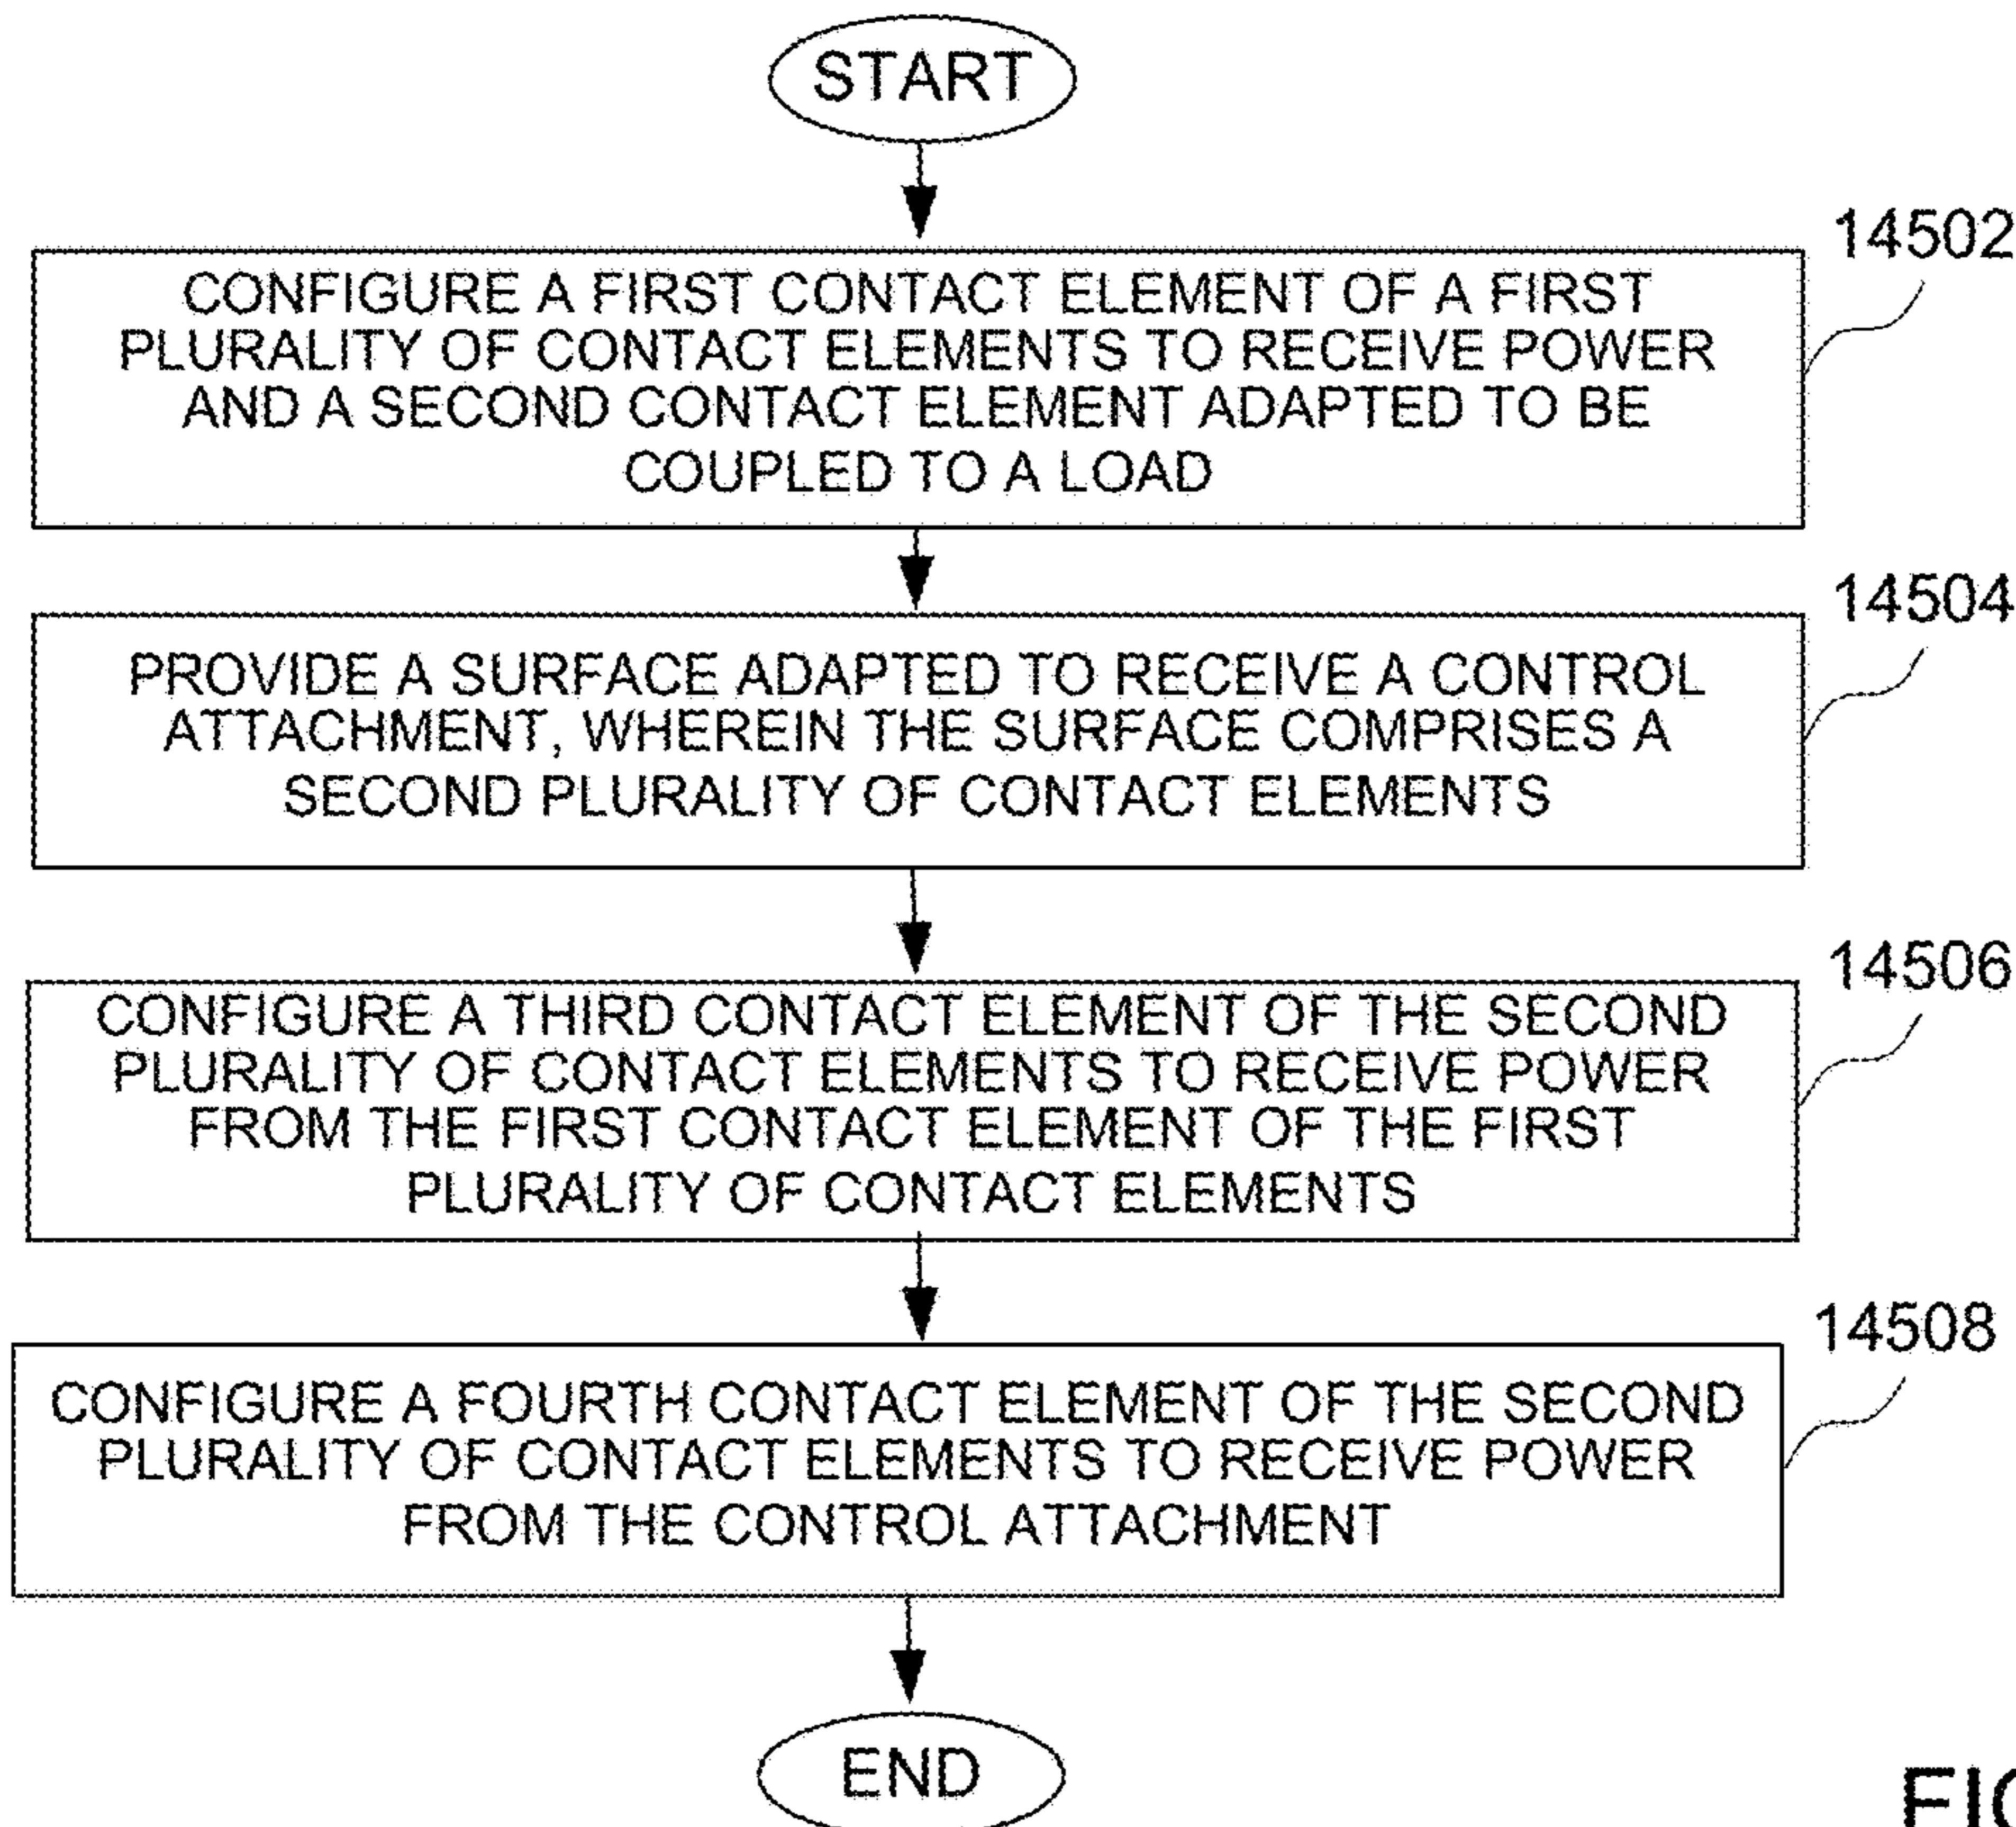 START
14502
CONFIGURE A FIRST CONTACT ELEMENT OF A FIRST
PLURALITY OF CONTACT ELEMENTS TO RECEIVE POWER
AND A SECOND CONTACT ELEMENT ADAPTED TO BE
COUPLED TO A LOAD
14504
PROVIDE A SURFACE ADAPTED TO RECEIVE A CONTROL
ATTACHMENT, WHEREIN THE SURFACE COMPRISES A
SECOND PLURALITY OF CONTACT ELEMENTS
14506
CONFIGURE A THIRD CONTACT ELEMENT OF THE SECOND
PLURALITY OF CONTACT ELEMENTS TO RECEIVE POWER
FROM THE FIRST CONTACT ELEMENT OF THE FIRST
PLURALITY OF CONTACT ELEMENTS
14508
CONFIGURE A FOURTH CONTACT ELEMENT OF THE SECOND
PLURALITY OF CONTACT ELEMENTS TO RECEIVE POWER
FROM THE CONTROL ATTACHMENT
END